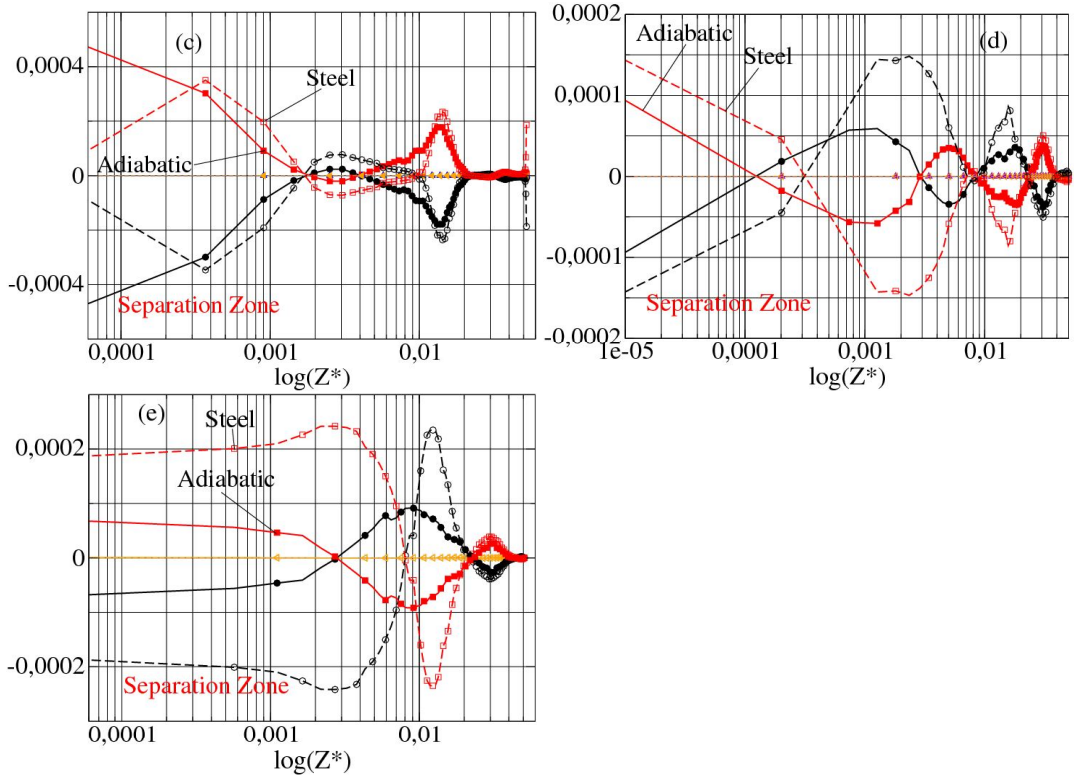 (c)
Steel
Adiabatic
Separation Zone
0,0004
0
-0,0004
0,0001
0,001
0,01
log(Z*)
(d)
Adiabatic
Steel
Separation Zone
0,0002
0,0001
0
-0,0001
-0,0002
1e-05
0,0001
0,001
0,01
log(Z*)
(e)
Steel
Adiabatic
Separation Zone
0,0002
0
-0,0002
0,0001
0,001
0,01
log(Z*)